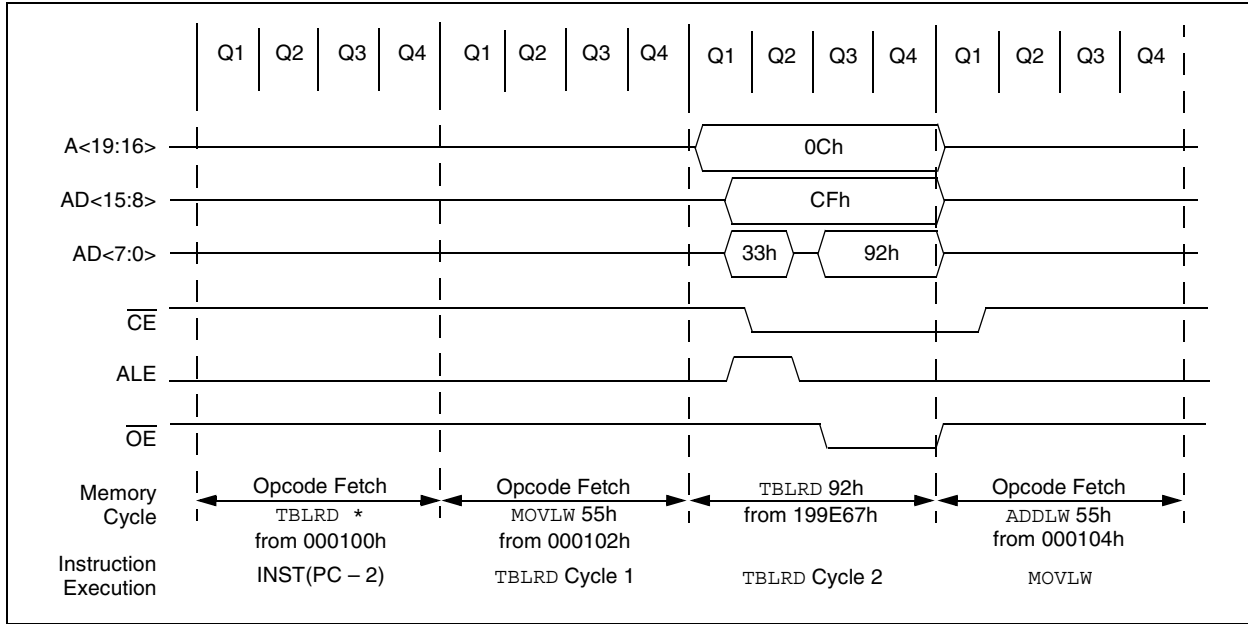 Q1 Q2 Q3 Q4 Q1 Q2 Q3 Q4 Q1 Q2 Q3 Q4 Q1 Q2 Q3 Q4
A<19:16> 0Ch
AD<15:8> CFh
AD<7:0> 33h 92h
CE
ALE
OE
Memory Cycle
Opcode Fetch
TBLRD *
from 000100h
Opcode Fetch
MOVLW 55h
from 000102h
TBLRD 92h
from 199E67h
Opcode Fetch
ADDLW 55h
from 000104h
Instruction Execution
INST(PC – 2)
TBLRD Cycle 1
TBLRD Cycle 2
MOVLW